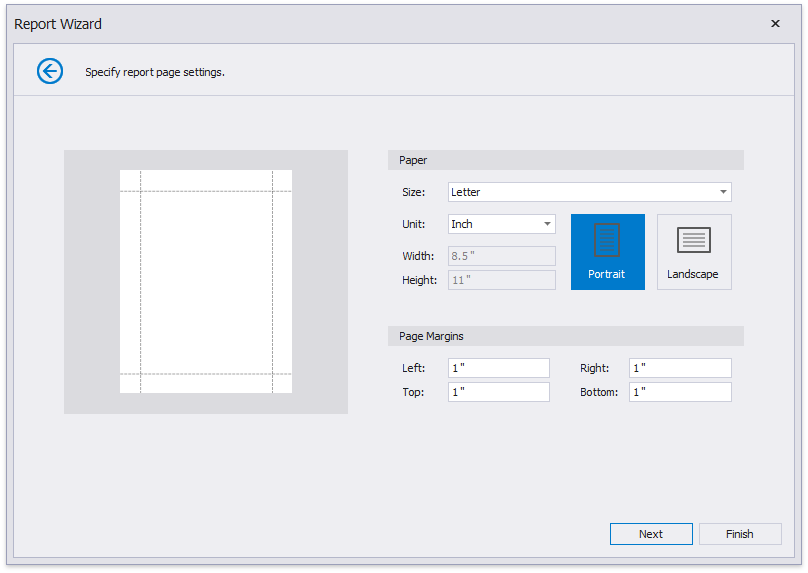 Report Wizard
Specify report page settings.
Paper
Size: Letter
Unit: Inch
Width: 8.5 "
Height: 11 "
Portrait
Landscape
Page Margins
Left: 1 " Right: 1 "
Top: 1 " Bottom: 1 "
Next Finish